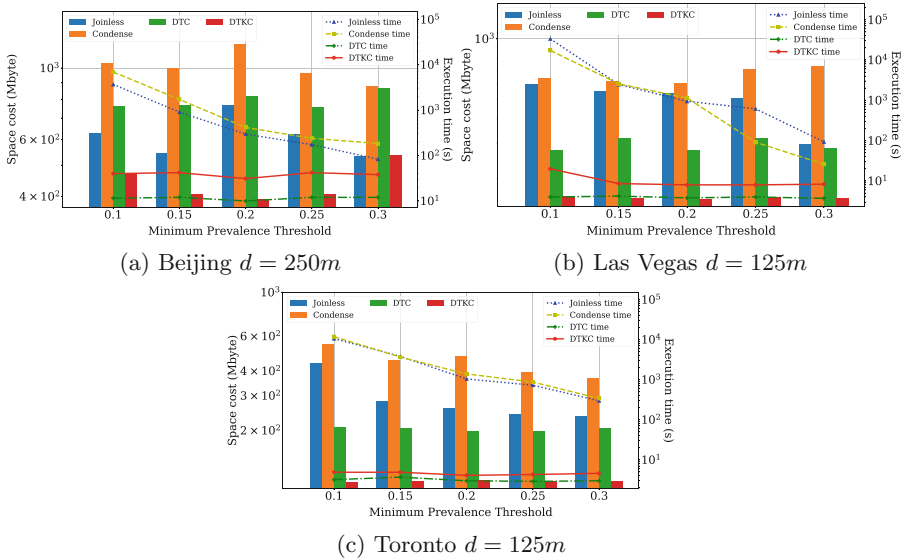 Joinless
Condense
DTC
DTKC
Joinless time
Condense time
DTC time
DTKC time
10³
6 × 10²
4 × 10²
Space cost (Mbyte)
10⁵
10⁴
10³
10²
10¹
Execution time (s)
0.1 0.15 0.2 0.25 0.3
Minimum Prevalence Threshold
(a) Beijing d = 250m
Joinless
Condense
DTC
DTKC
Joinless time
Condense time
DTC time
DTKC time
10³
Space cost (Mbyte)
10⁵
10⁴
10³
10²
10¹
Execution time (s)
0.1 0.15 0.2 0.25 0.3
Minimum Prevalence Threshold
(b) Las Vegas d = 125m
Joinless
Condense
DTC
DTKC
Joinless time
Condense time
DTC time
DTKC time
10³
6 × 10²
4 × 10²
3 × 10²
2 × 10²
Space cost (Mbyte)
10⁵
10⁴
10³
10²
10¹
Execution time (s)
0.1 0.15 0.2 0.25 0.3
Minimum Prevalence Threshold
(c) Toronto d = 125m